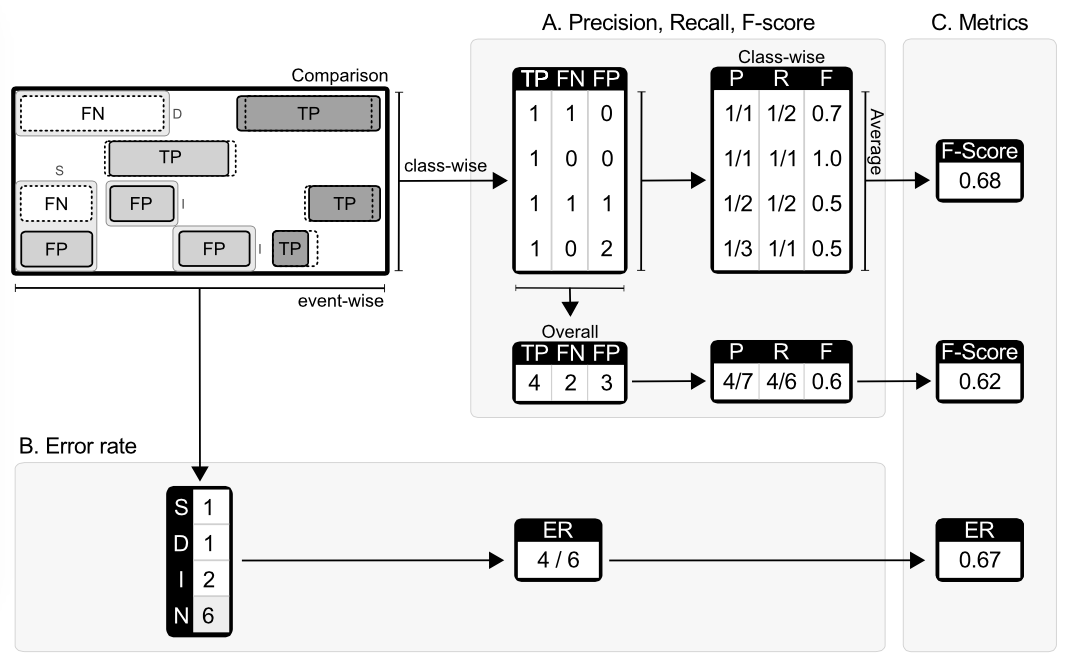 A. Precision, Recall, F-score
C. Metrics
Comparison
FN
D
TP
TP
S
FN
FP
I
TP
FP
FP
I
TP
class-wise
event-wise
TP FN FP
1 1 0
1 0 0
1 1 1
1 0 2
Class-wise
P R F
1/1 1/2 0.7
1/1 1/1 1.0
1/2 1/2 0.5
1/3 1/1 0.5
Average
F-Score
0.68
Overall
TP FN FP
4 2 3
P R F
4/7 4/6 0.6
F-Score
0.62
B. Error rate
S 1
D 1
I 2
N 6
ER
4 / 6
ER
0.67